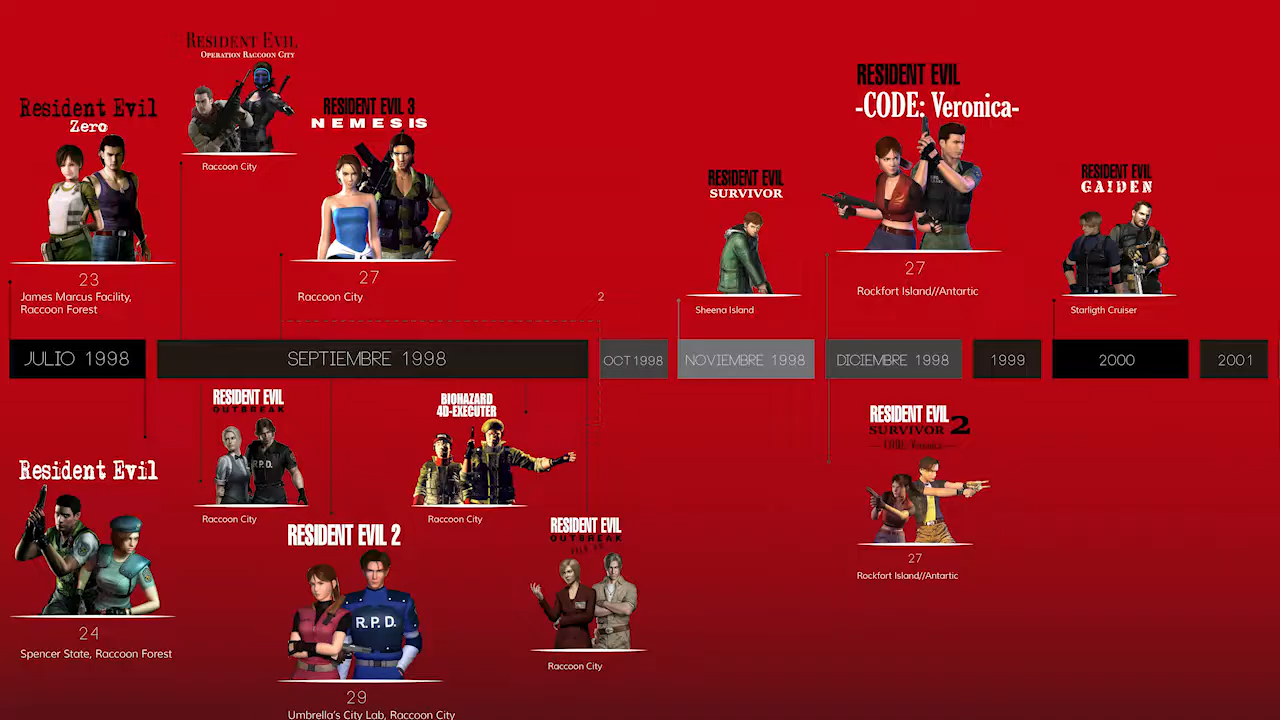 RESIDENT EVIL
OPERATION RACCOON CITY
Raccoon City
Resident Evil
Zero
23
James Marcus Facility,
Raccoon Forest
RESIDENT EVIL 3
NEMESIS
27
Raccoon City
2
RESIDENT EVIL
SURVIVOR
Sheena Island
RESIDENT EVIL
-CODE: Veronica-
27
Rockfort Island//Antartic
RESIDENT EVIL
GAIDEN
Starligth Cruiser
JULIO 1998
SEPTIEMBRE 1998
OCT 1998
NOVIEMBRE 1998
DICIEMBRE 1998
1999
2000
2001
Resident Evil
24
Spencer State, Raccoon Forest
RESIDENT EVIL
OUTBREAK
R.P.D.
Raccoon City
RESIDENT EVIL 2
R.P.D.
29
Umbrella's City Lab, Raccoon City
BIOHAZARD
4D-EXECUTER
Raccoon City
RESIDENT EVIL
OUTBREAK
Raccoon City
RESIDENT EVIL
SURVIVOR 2
CODE: Veronica
27
Rockfort Island//Antartic